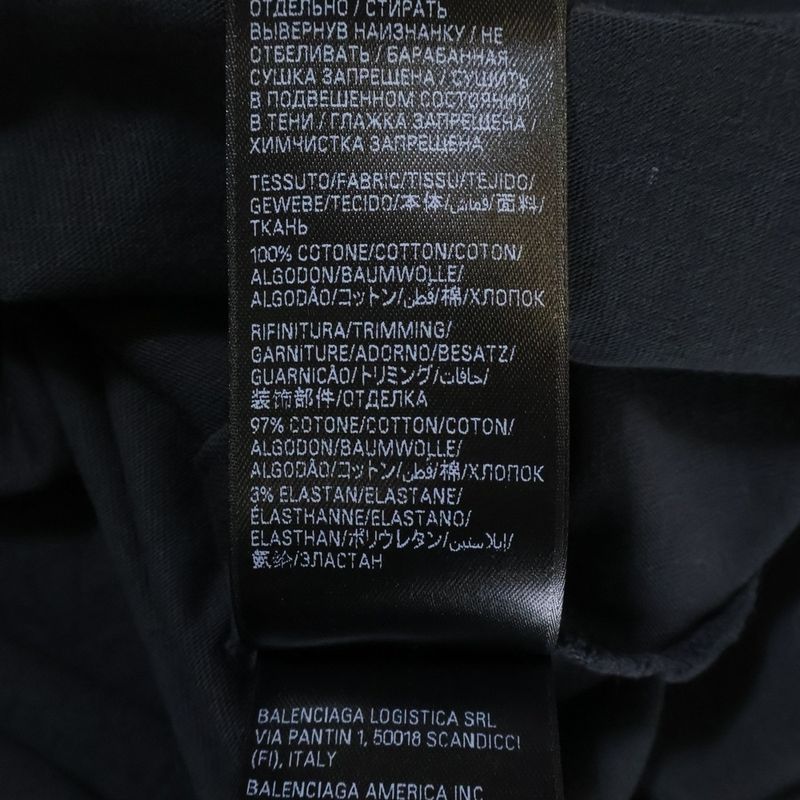 ОТДЕЛЬНО / СТИРАТЬ
ВЫВЕРНУВ НАИЗНАНКУ / НЕ
ОТБЕЛИВАТЬ / БАРАБАННАЯ
СУШКА ЗАПРЕЩЕНА / СУШИТЬ
В ПОДВЕШЕННОМ СОСТОЯНИИ
В ТЕНИ / ГЛАЖКА ЗАПРЕЩЕНА /
ХИМЧИСТКА ЗАПРЕЩЕНА
TESSUTO/FABRIC/TISSU/TEJIDO/
GEWEBE/TECIDO/本体/قماش/面料/
ТКАНЬ
100% COTONE/COTTON/COTON/
ALGODON/BAUMWOLLE/
ALGODÃO/コットン/قطن/棉/ХЛОПОК
RIFINITURA/TRIMMING/
GARNITURE/ADORNO/BESATZ/
GUARNICÃO/トリミング/حافات/
装饰部件/ОТДЕЛКА
97% COTONE/COTTON/COTON/
ALGODON/BAUMWOLLE/
ALGODÃO/コットン/قطن/棉/ХЛОПОК
3% ELASTAN/ELASTANE/
ÉLASTHANNE/ELASTANO/
ELASTHAN/ポリウレタン/إيلاستين/
氨纶/ЭЛАСТАН
BALENCIAGA LOGISTICA SRL
VIA PANTIN 1, 50018 SCANDICCI
(FI), ITALY
BALENCIAGA AMERICA INC